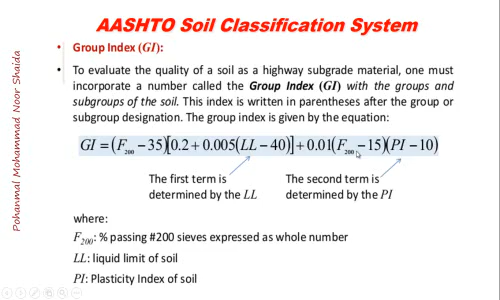 AASHTO Soil Classification System
Pohanmal Mohammad Noor Shaida
• Group Index (GI):
• To evaluate the quality of a soil as a highway subgrade material, one must
incorporate a number called the Group Index (GI) with the groups and
subgroups of the soil. This index is written in parentheses after the group or
subgroup designation. The group index is given by the equation:
GI = (F₂₀₀ − 35)[0.2 + 0.005(LL − 40)] + 0.01(F₂₀₀ − 15)(PI − 10)
The first term is
determined by the LL
The second term is
determined by the PI
where:
F₂₀₀: % passing #200 sieves expressed as whole number
LL: liquid limit of soil
PI: Plasticity Index of soil